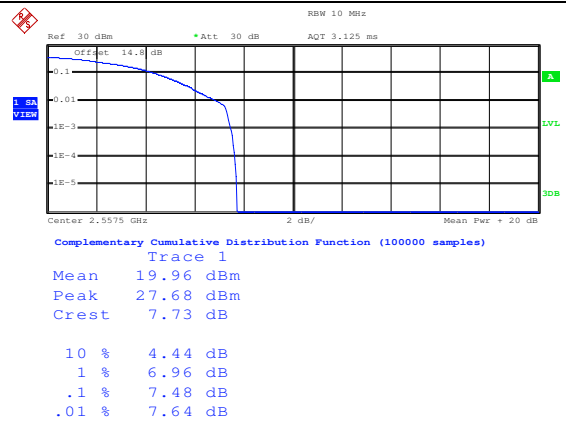 RBW 10 MHz
Ref 30 dBm *Att 30 dB AQT 3.125 ms
Offset 14.8 dB
0.1
A
0.01
1 SA
VIEW
1E-3
LVL
1E-4
1E-5
3DB
Center 2.5575 GHz 2 dB/ Mean Pwr + 20 dB
Complementary Cumulative Distribution Function (100000 samples)
Trace 1
Mean 19.96 dBm
Peak 27.68 dBm
Crest 7.73 dB
10 % 4.44 dB
1 % 6.96 dB
.1 % 7.48 dB
.01 % 7.64 dB